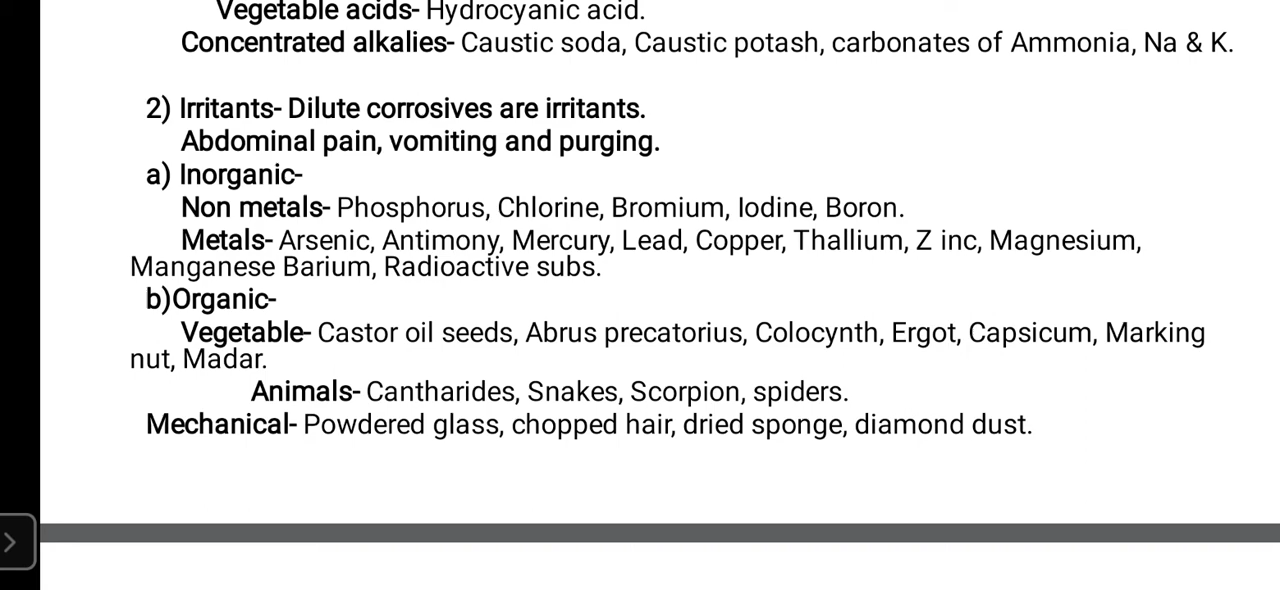 Vegetable acids- Hydrocyanic acid.
Concentrated alkalies- Caustic soda, Caustic potash, carbonates of Ammonia, Na & K.
2) Irritants- Dilute corrosives are irritants.
Abdominal pain, vomiting and purging.
a) Inorganic-
Non metals- Phosphorus, Chlorine, Bromium, Iodine, Boron.
Metals- Arsenic, Antimony, Mercury, Lead, Copper, Thallium, Z inc, Magnesium,
Manganese Barium, Radioactive subs.
b)Organic-
Vegetable- Castor oil seeds, Abrus precatorius, Colocynth, Ergot, Capsicum, Marking
nut, Madar.
Animals- Cantharides, Snakes, Scorpion, spiders.
Mechanical- Powdered glass, chopped hair, dried sponge, diamond dust.